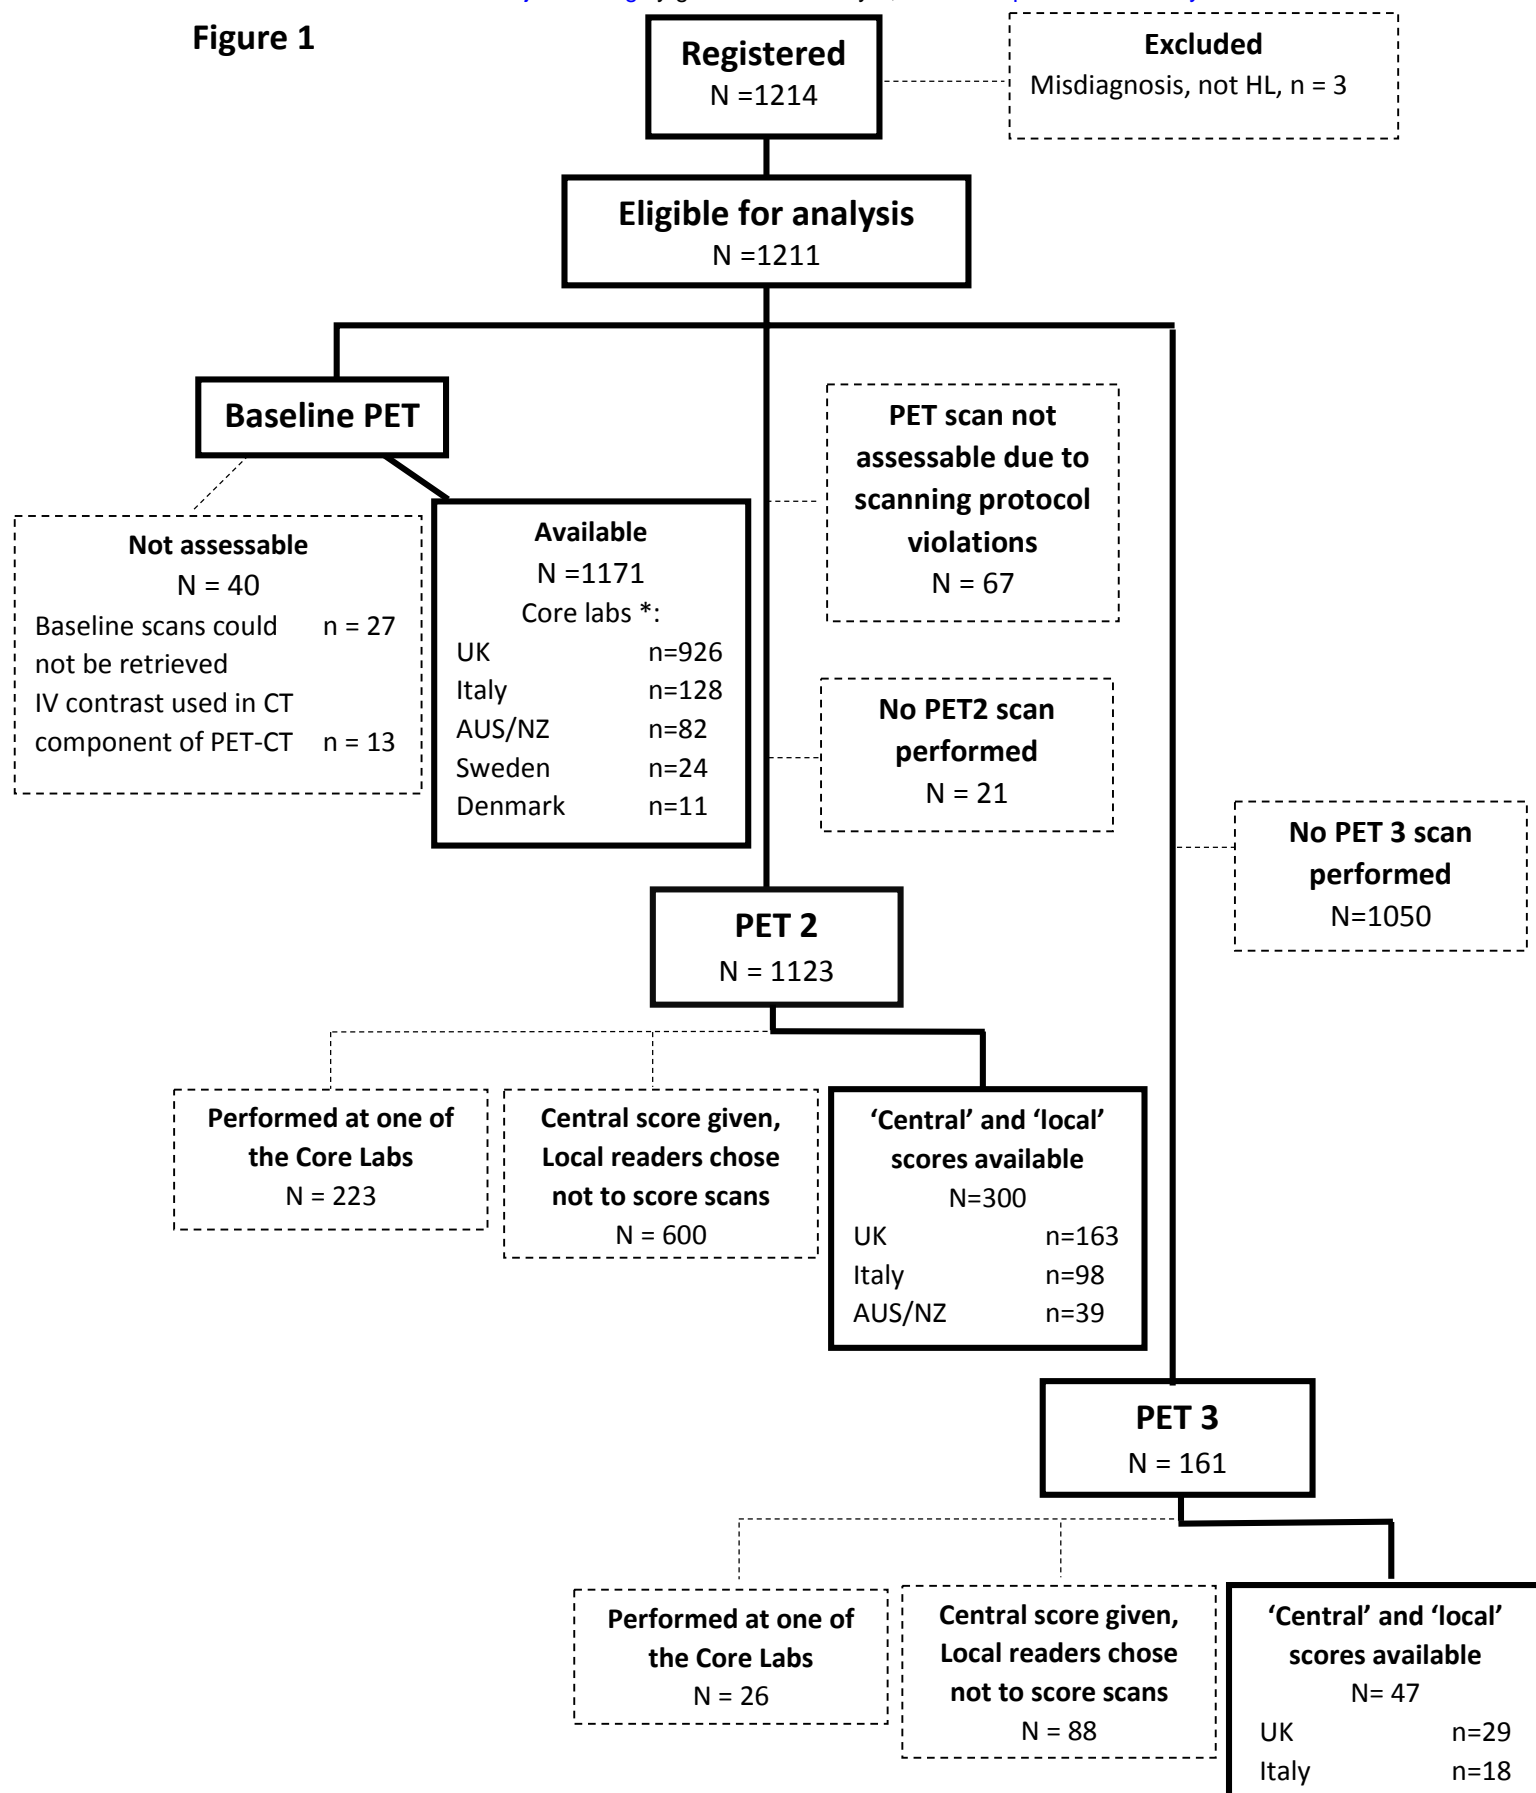 Figure 1
Registered
N =1214
Excluded
Misdiagnosis, not HL, n = 3
Eligible for analysis
N =1211
Baseline PET
Not assessable
N = 40
Baseline scans could n = 27
not be retrieved
IV contrast used in CT
component of PET-CT n = 13
Available
N =1171
Core labs *:
UK n=926
Italy n=128
AUS/NZ n=82
Sweden n=24
Denmark n=11
PET scan not
assessable due to
scanning protocol
violations
N = 67
No PET2 scan
performed
N = 21
No PET 3 scan
performed
N=1050
PET 2
N = 1123
Performed at one of
the Core Labs
N = 223
Central score given,
Local readers chose
not to score scans
N = 600
‘Central’ and ‘local’
scores available
N=300
UK n=163
Italy n=98
AUS/NZ n=39
PET 3
N = 161
Performed at one of
the Core Labs
N = 26
Central score given,
Local readers chose
not to score scans
N = 88
‘Central’ and ‘local’
scores available
N= 47
UK n=29
Italy n=18